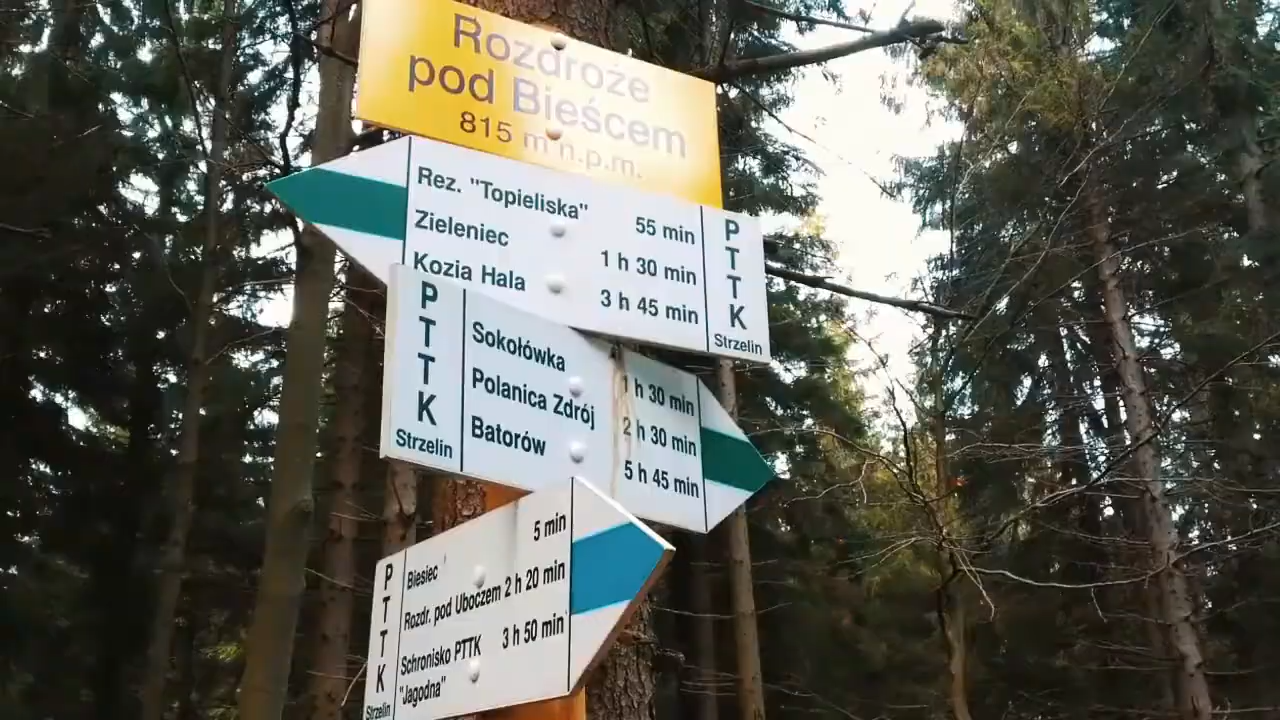 Rozdroże
pod Bieścem
815 m n.p.m.
Rez. "Topieliska" 55 min
Zieleniec 1 h 30 min
Kozia Hala 3 h 45 min
PTTK
Strzelin
PTTK
Strzelin
Sokołówka 1 h 30 min
Polanica Zdrój 2 h 30 min
Batorów 5 h 45 min
PTTK
Strzelin
Biesiec 5 min
Rozdr. pod Uboczem 2 h 20 min
Schronisko PTTK 3 h 50 min
"Jagodna"